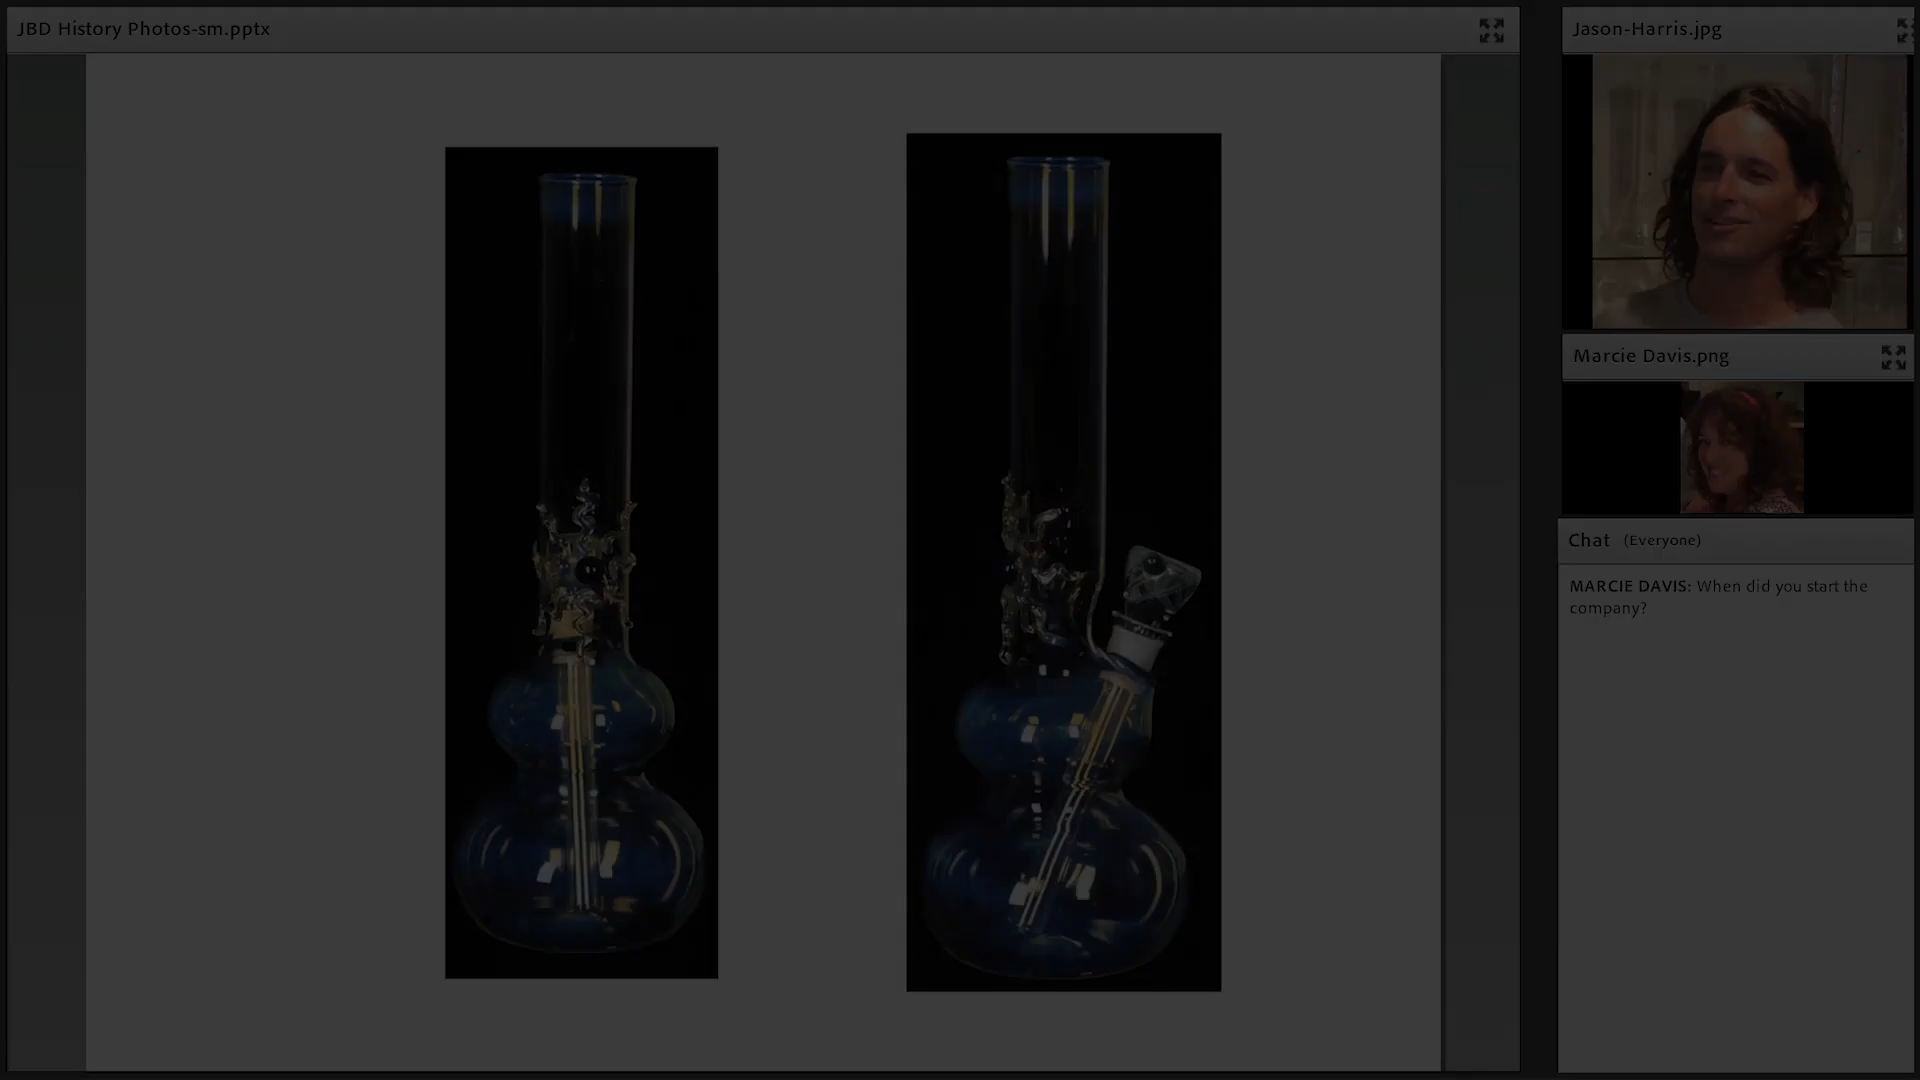 JBD History Photos-sm.pptx
Jason-Harris.jpg
Marcie Davis.png
Chat (Everyone)
MARCIE DAVIS: When did you start the
company?